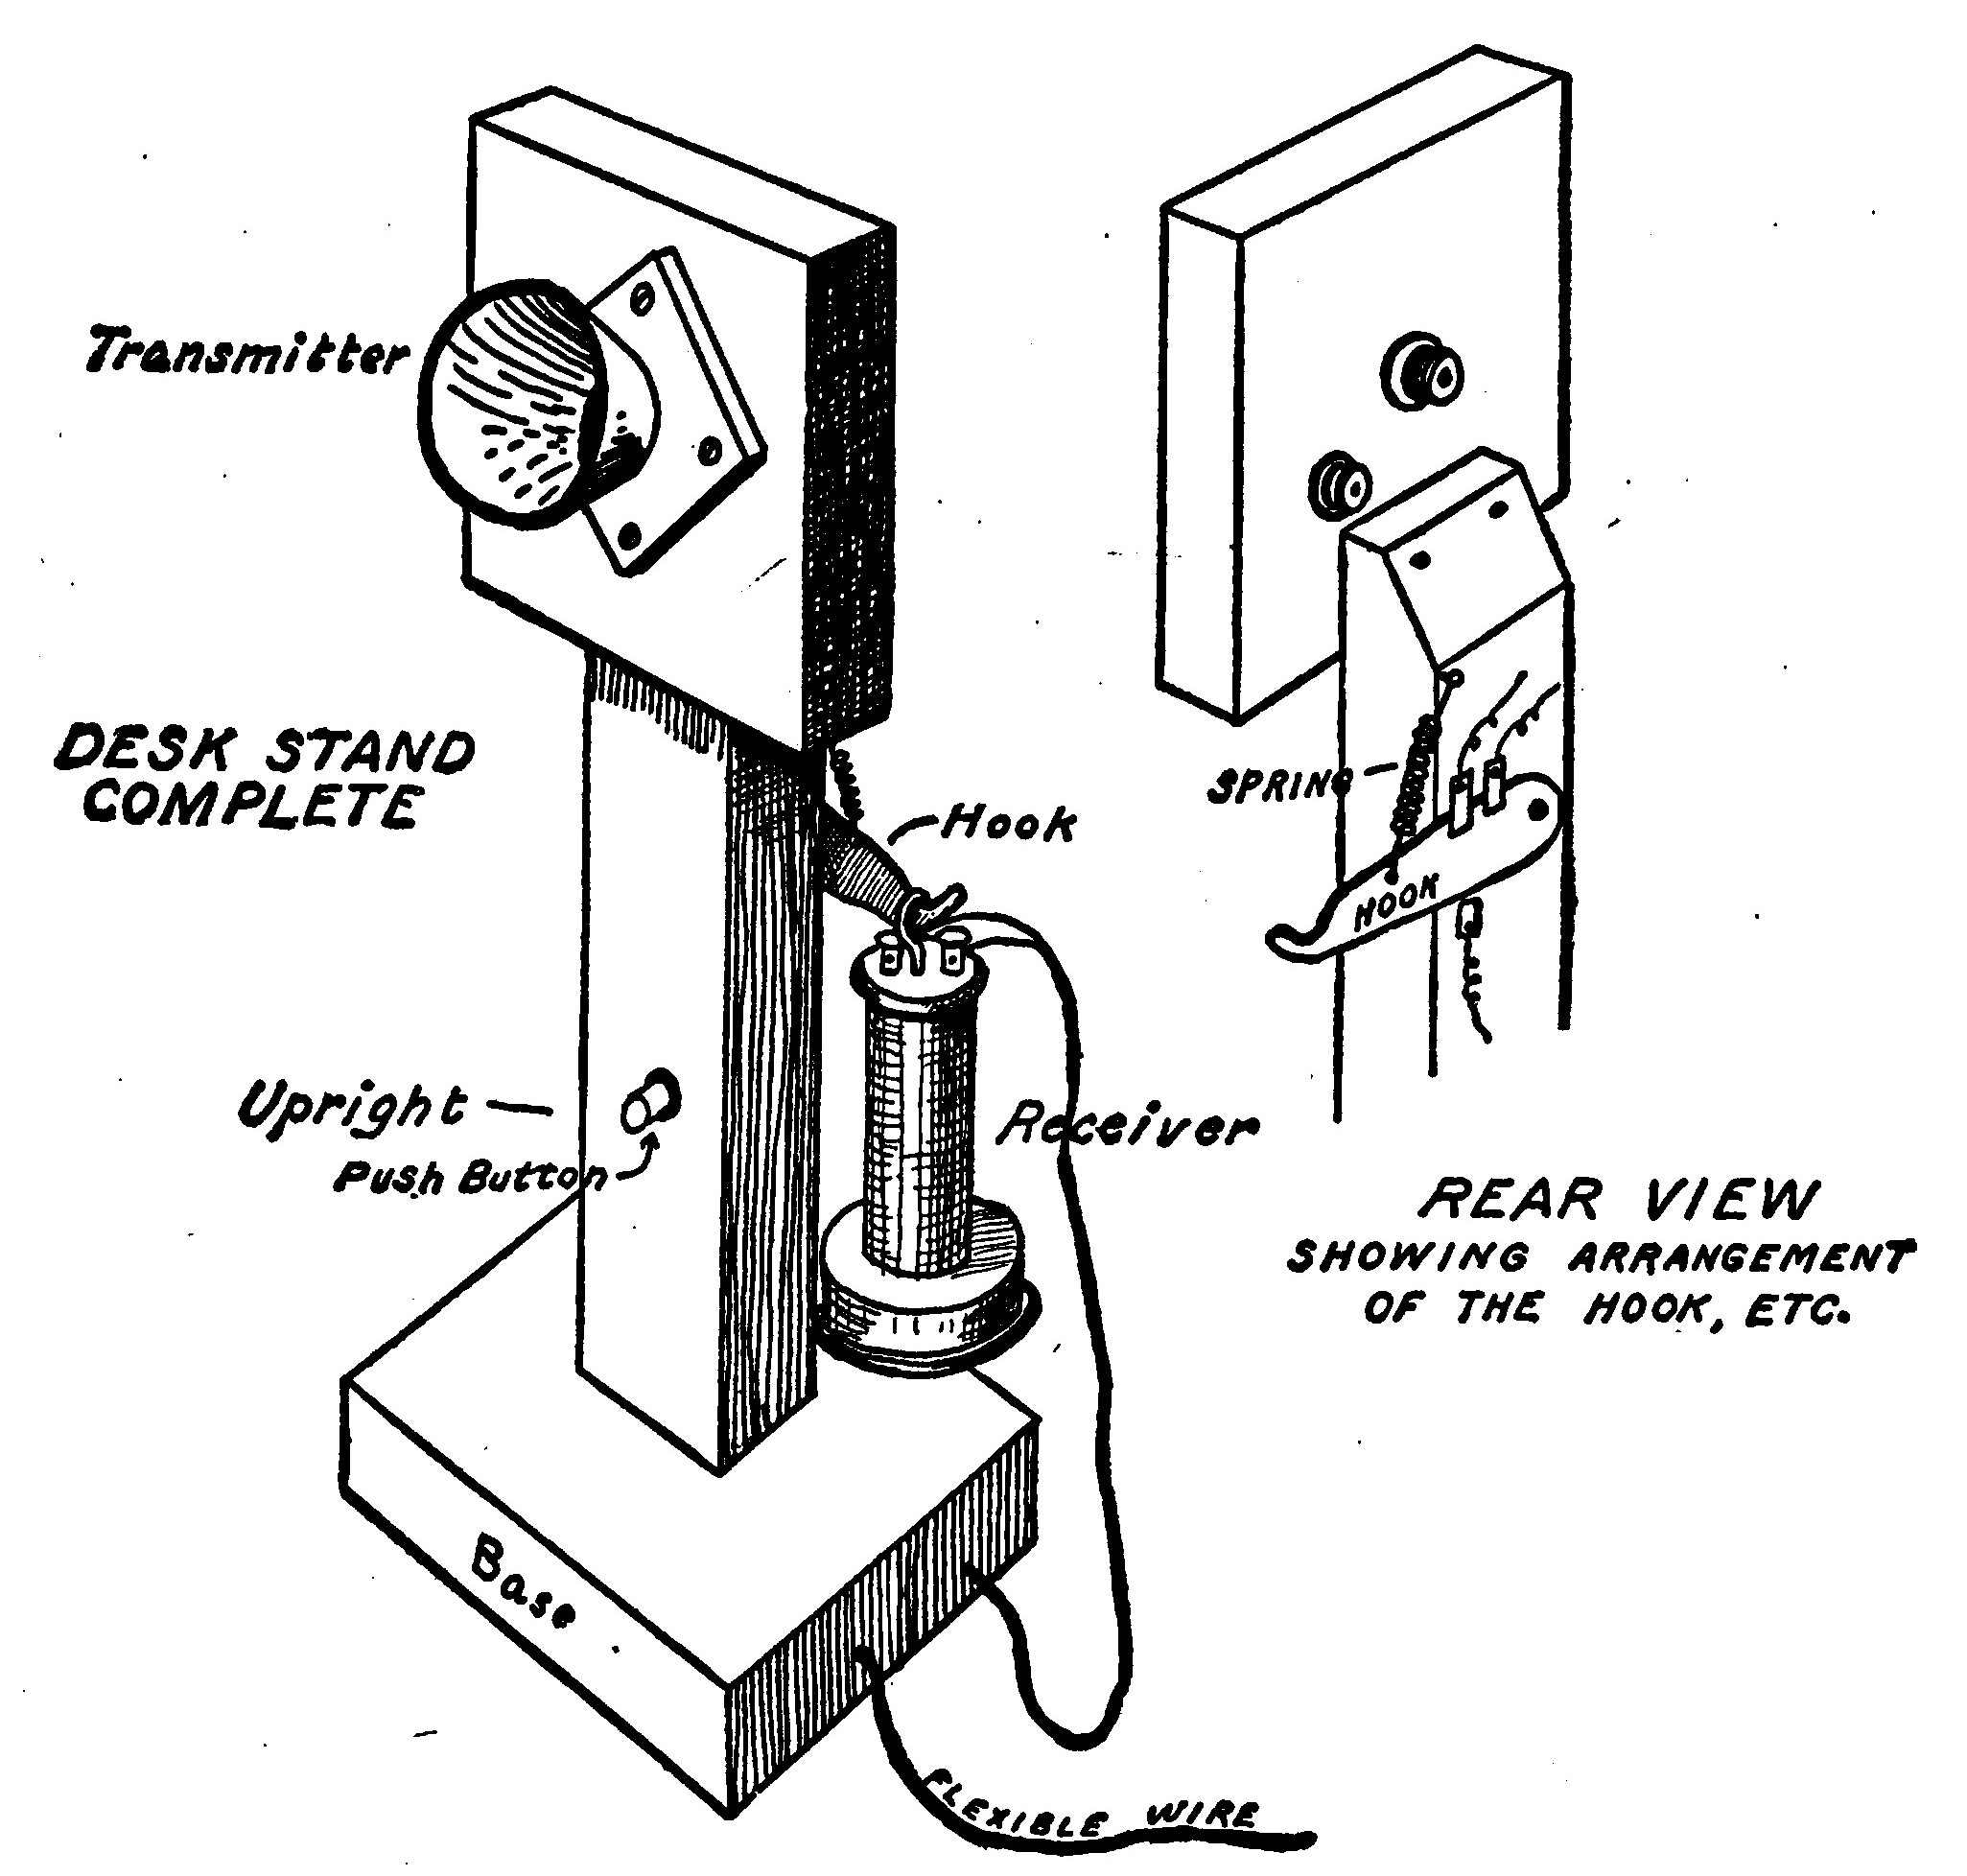 Transmitter
DESK STAND
COMPLETE
Hook
SPRING
HOOK
Upright
Push Button
Receiver
REAR VIEW
SHOWING ARRANGEMENT
OF THE HOOK, ETC.
Base
FLEXIBLE WIRE